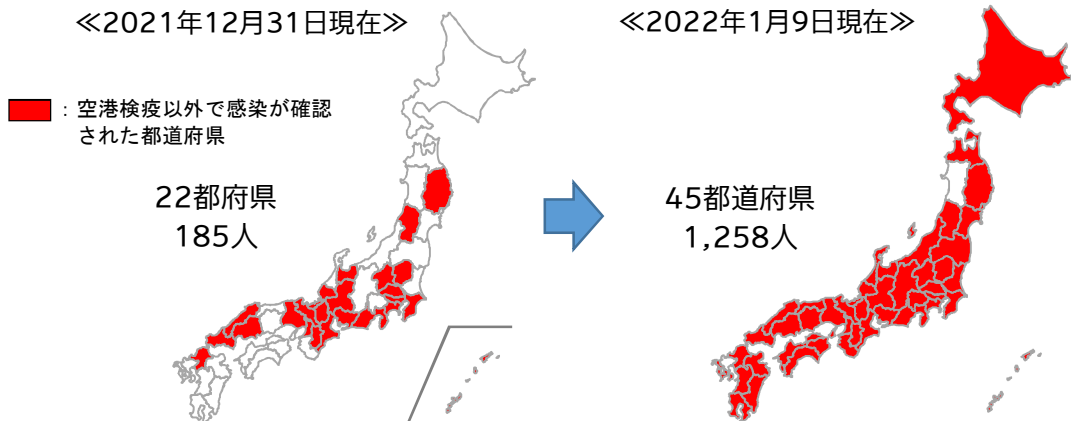 ≪2021年12月31日現在≫
：空港検疫以外で感染が確認
された都道府県
22都府県
185人
≪2022年1月9日現在≫
45都道府県
1,258人